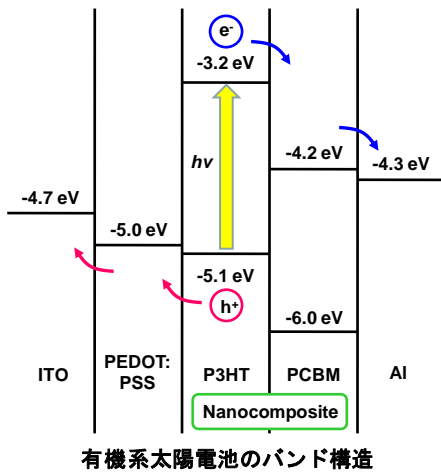 e-
-3.2 eV
hν
-4.2 eV
-4.3 eV
-4.7 eV
-5.0 eV
-5.1 eV
h+
-6.0 eV
ITO
PEDOT:
PSS
P3HT
PCBM
Al
Nanocomposite
有機系太陽電池のバンド構造